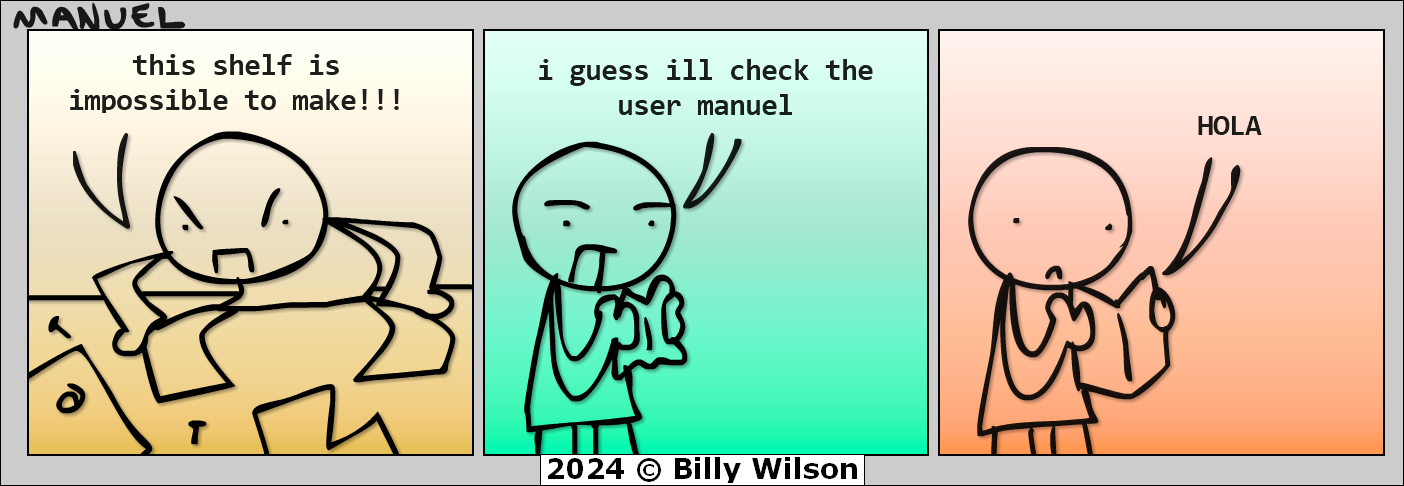 MANUEL
this shelf is
impossible to make!!!
i guess ill check the
user manuel
HOLA
2024 © Billy Wilson